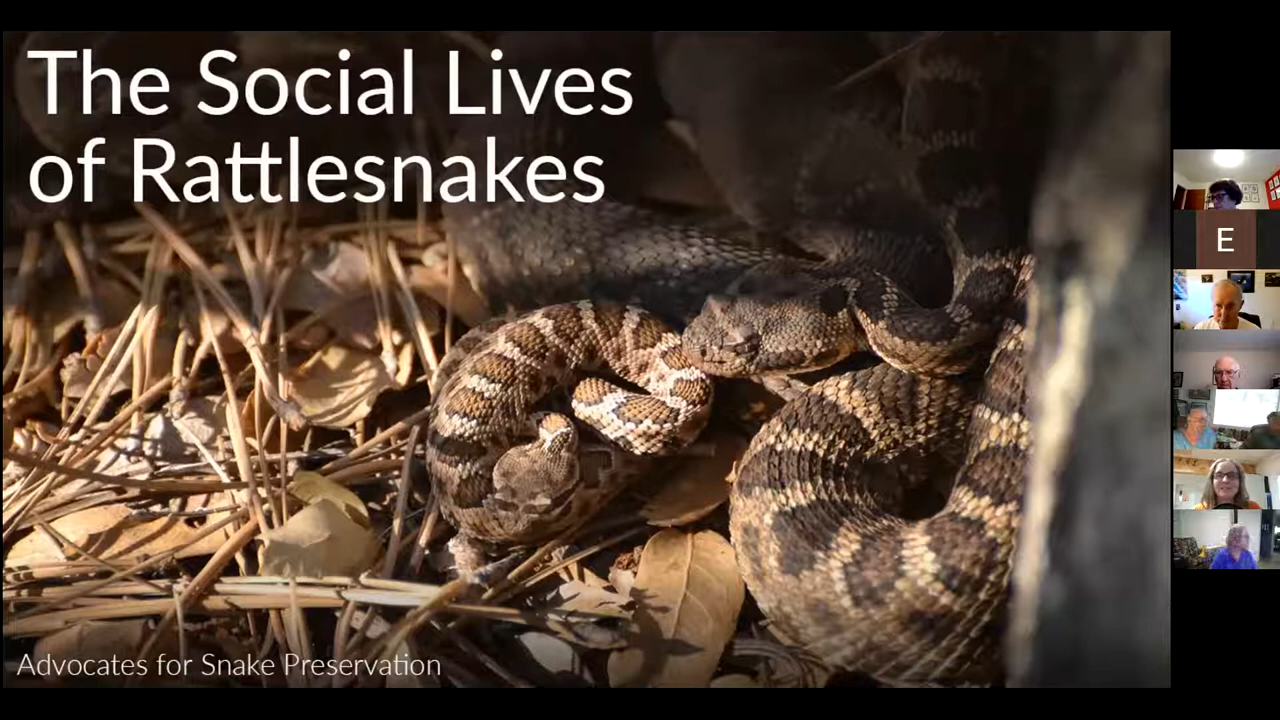 The Social Lives
of Rattlesnakes
E
Advocates for Snake Preservation